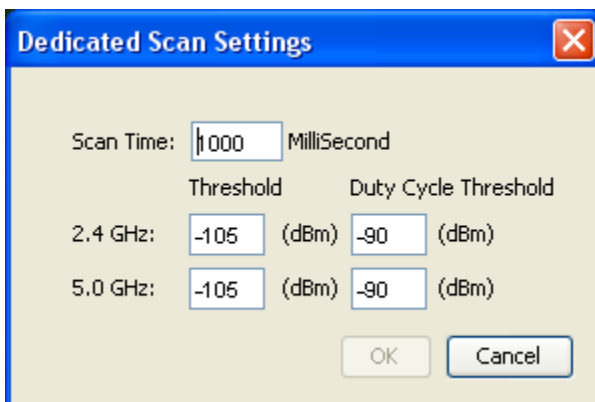 Dedicated Scan Settings
Scan Time: 1000 MilliSecond
Threshold Duty Cycle Threshold
2.4 GHz: -105 (dBm) -90 (dBm)
5.0 GHz: -105 (dBm) -90 (dBm)
OK Cancel